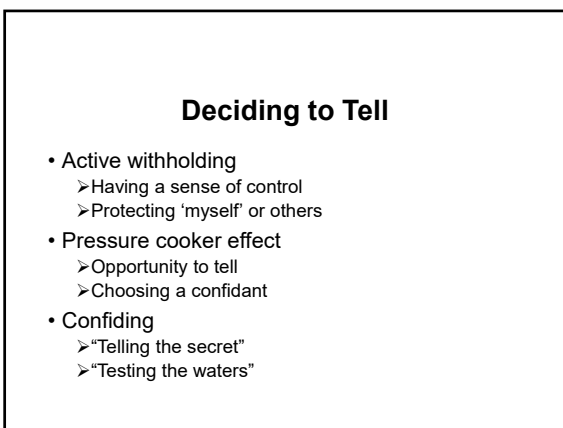 Deciding to Tell
• Active withholding
➢Having a sense of control
➢Protecting ‘myself’ or others
• Pressure cooker effect
➢Opportunity to tell
➢Choosing a confidant
• Confiding
➢“Telling the secret”
➢“Testing the waters”